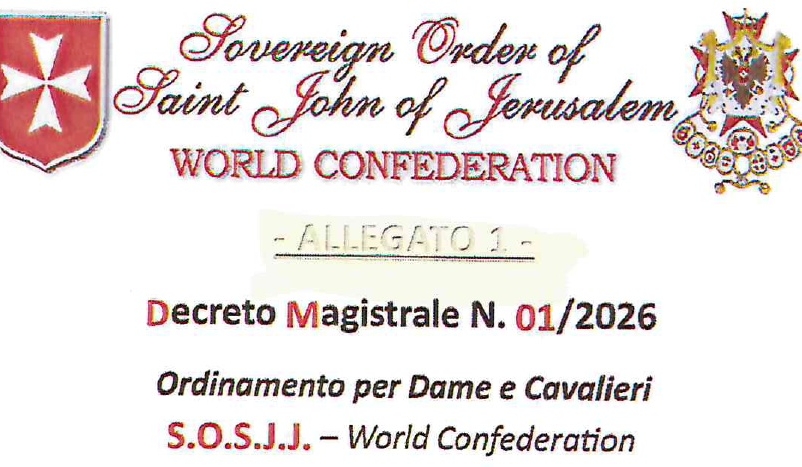 Sovereign Order of
Saint John of Jerusalem
WORLD CONFEDERATION
- ALLEGATO 1 -
Decreto Magistrale N. 01/2026
Ordinamento per Dame e Cavalieri
S.O.S.J.J. – World Confederation